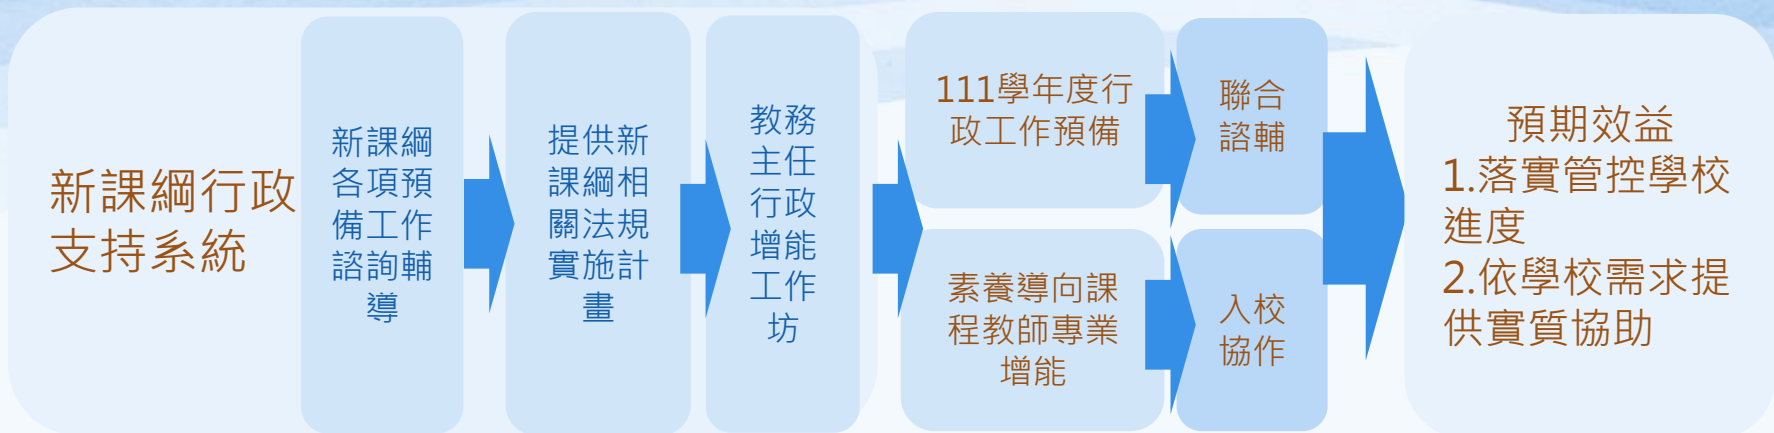 新課綱行政
支持系統
新課綱
各項預
備工作
諮詢輔
導
提供新
課綱相
關法規
實施計
畫
教務
主任
行政
增能
工作
坊
111學年度行
政工作預備
聯合
諮輔
素養導向課
程教師專業
增能
入校
協作
預期效益
1.落實管控學校
進度
2.依學校需求提
供實質協助